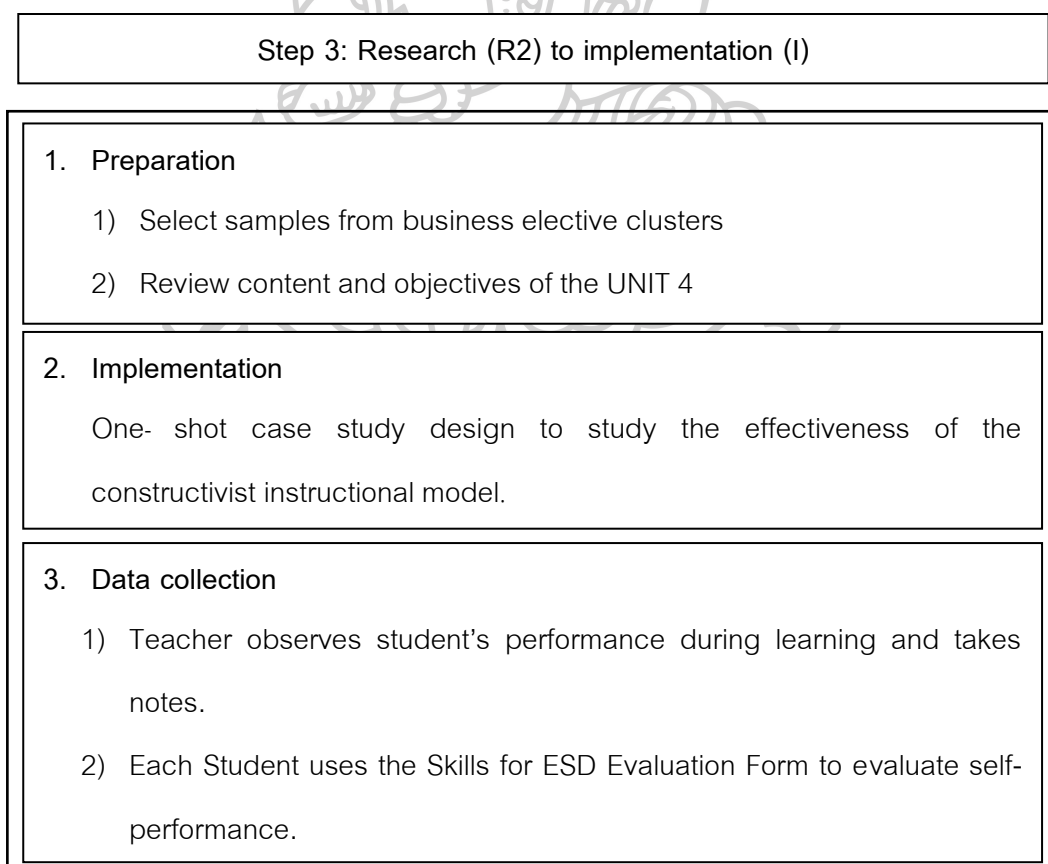 Step 3: Research (R2) to implementation (I)
1. Preparation
1) Select samples from business elective clusters
2) Review content and objectives of the UNIT 4
2. Implementation
One- shot case study design to study the effectiveness of the
constructivist instructional model.
3. Data collection
1) Teacher observes student's performance during learning and takes
notes.
2) Each Student uses the Skills for ESD Evaluation Form to evaluate self-
performance.